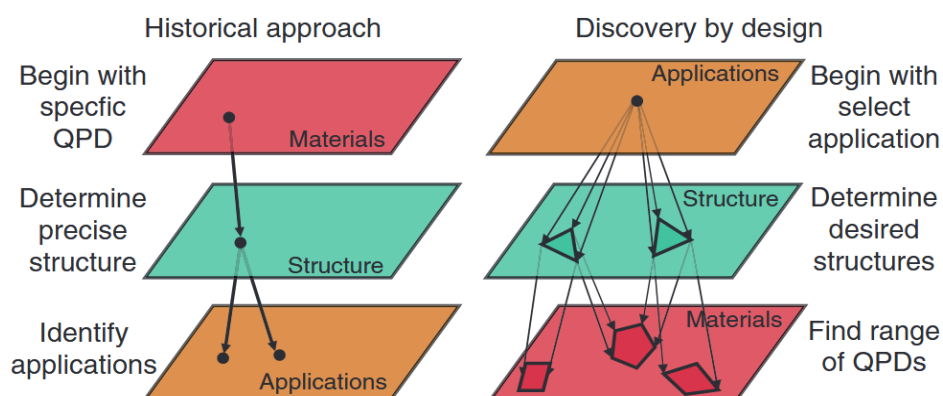 Historical approach
Begin with
specfic
QPD
Materials
Determine
precise
structure
Structure
Identify
applications
Applications
Discovery by design
Applications
Begin with
select
application
Structure
Determine
desired
structures
Materials
Find range
of QPDs